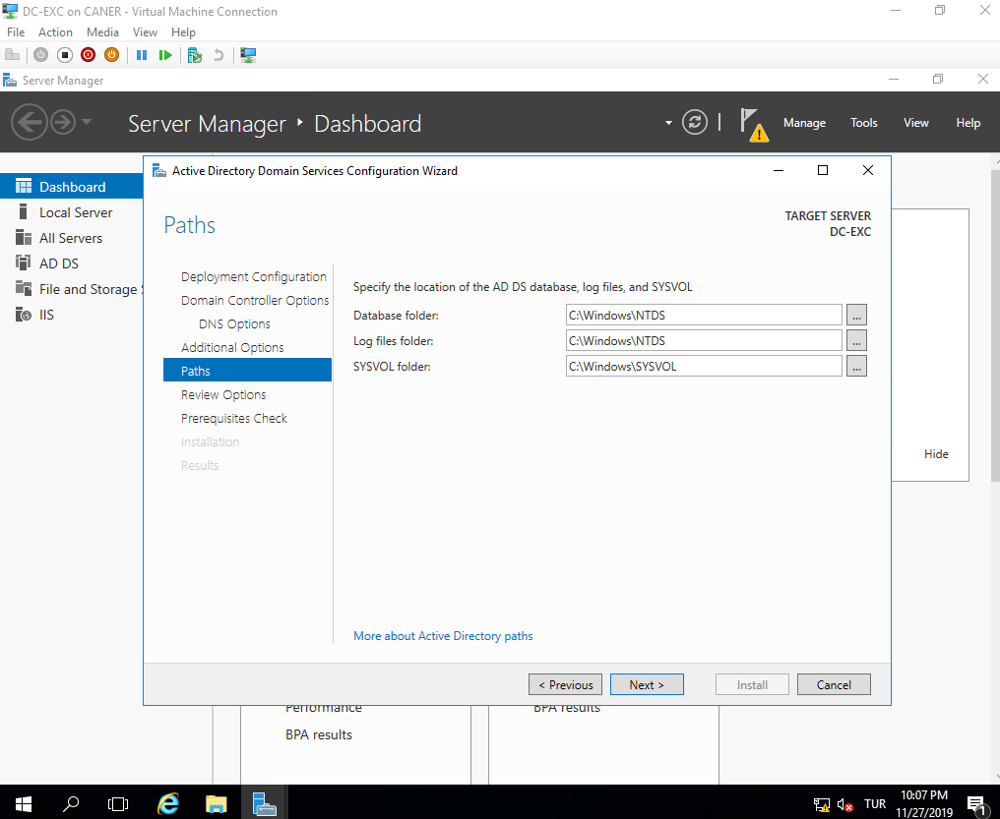 DC-EXC on CANER - Virtual Machine Connection
File Action Media View Help
Server Manager
Server Manager Dashboard
Manage Tools View Help
Dashboard
Local Server
All Servers
AD DS
File and Storage S
IIS
Active Directory Domain Services Configuration Wizard
Paths
TARGET SERVER
DC-EXC
Deployment Configuration
Domain Controller Options
DNS Options
Additional Options
Paths
Review Options
Prerequisites Check
Installation
Results
Specify the location of the AD DS database, log files, and SYSVOL
Database folder: C:\Windows\NTDS ...
Log files folder: C:\Windows\NTDS ...
SYSVOL folder: C:\Windows\SYSVOL ...
More about Active Directory paths
< Previous Next > Install Cancel
Hide
Performance
BPA results
BPA results
TUR
10:07 PM
11/27/2019
1